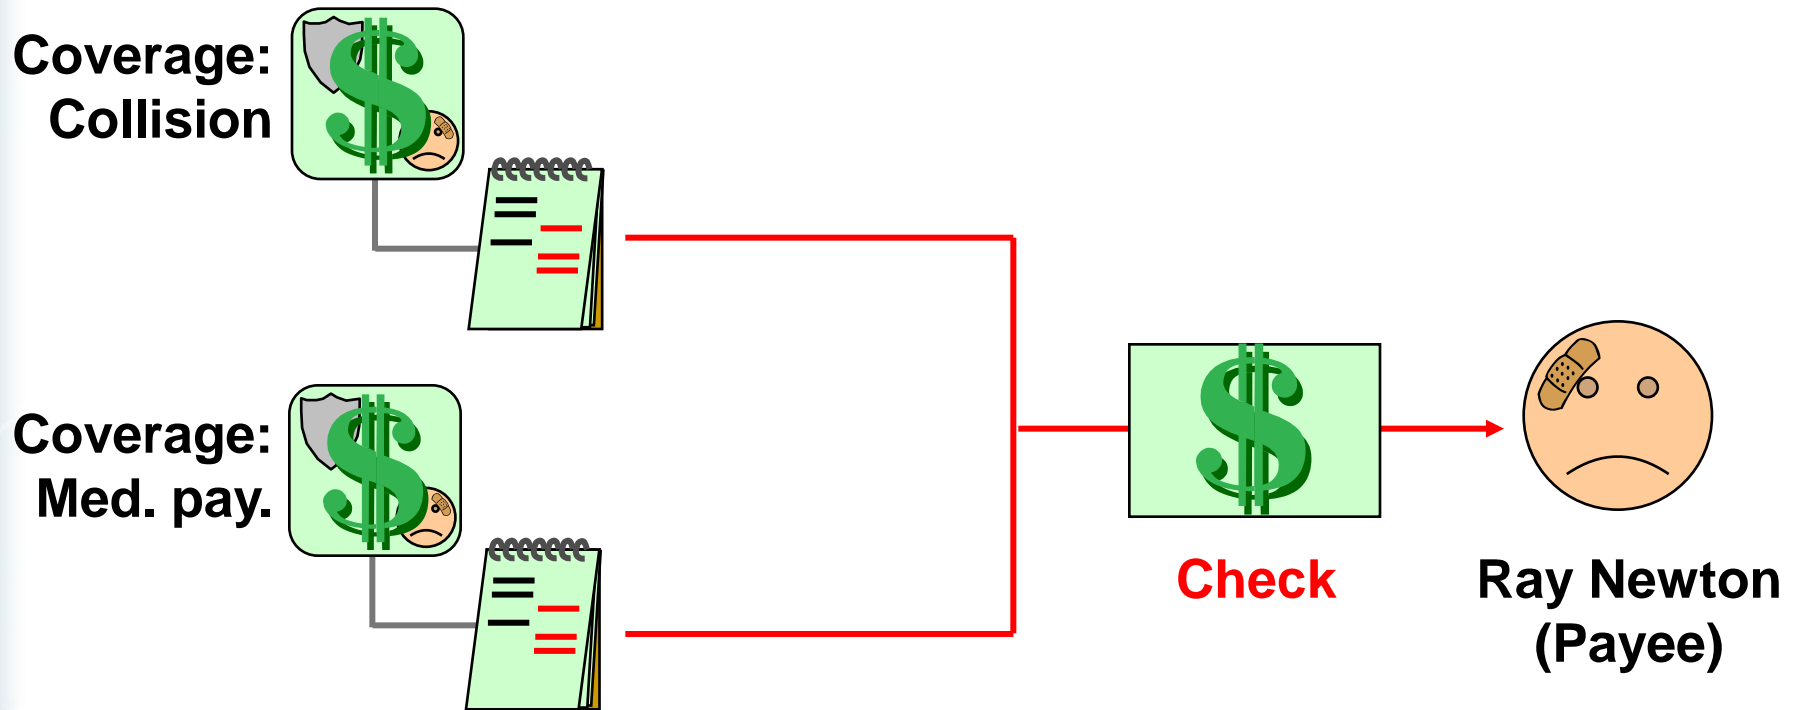 Coverage:
Collision
Coverage:
Med. pay.
Check
Ray Newton
(Payee)